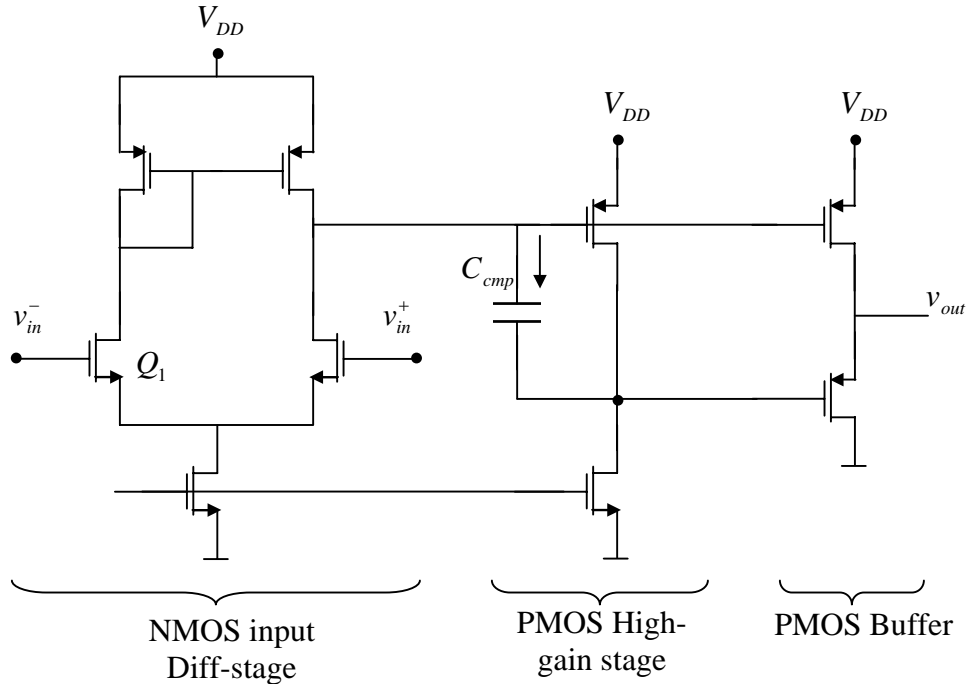 V_DD
V_DD
V_DD
C_cmp
v_in^-
v_in^+
v_out
Q_1
NMOS input
Diff-stage
PMOS High-
gain stage
PMOS Buffer